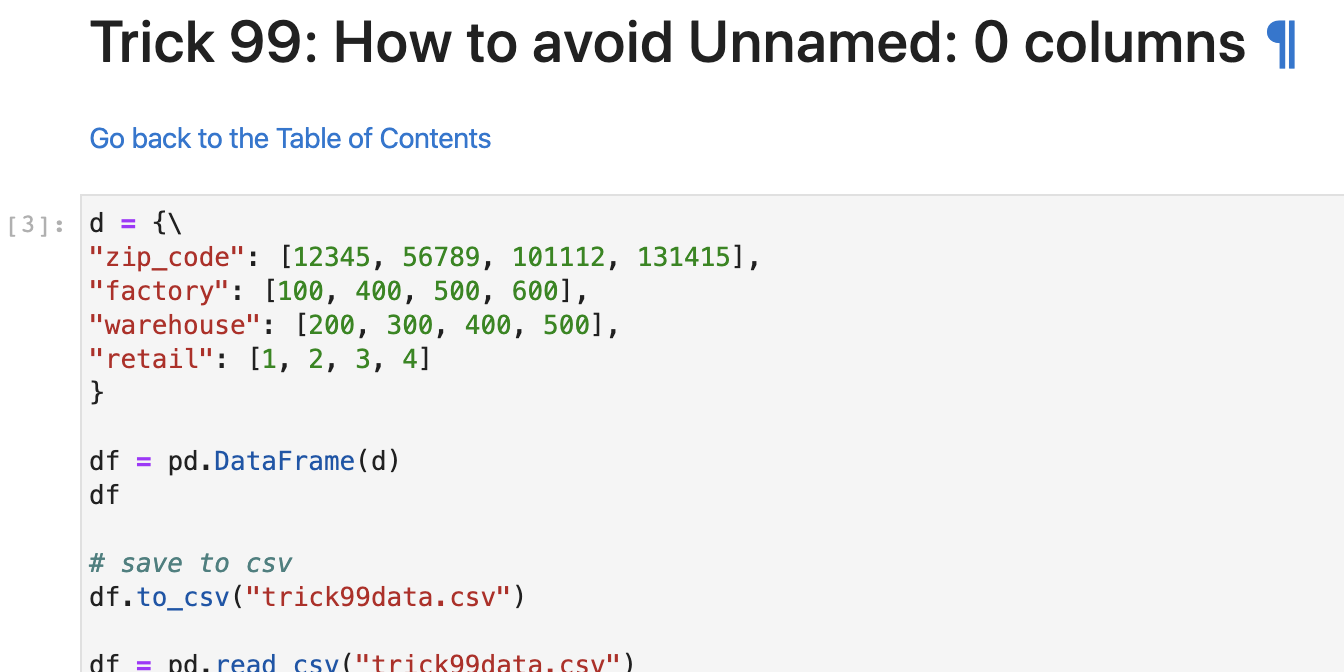 Trick 99: How to avoid Unnamed: 0 columns ¶
Go back to the Table of Contents
[3]:
d = {\
"zip_code": [12345, 56789, 101112, 131415],
"factory": [100, 400, 500, 600],
"warehouse": [200, 300, 400, 500],
"retail": [1, 2, 3, 4]
}
df = pd.DataFrame(d)
df
# save to csv
df.to_csv("trick99data.csv")
df = pd.read_csv("trick99data.csv")